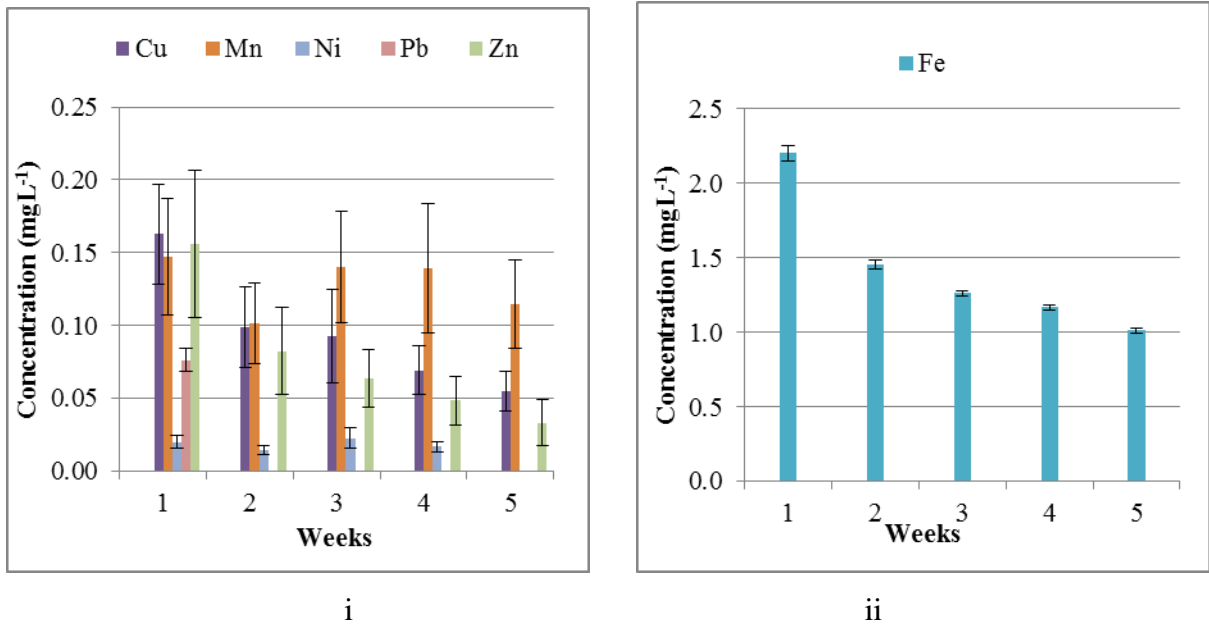 Cu Mn Ni Pb Zn
0.25
0.20
0.15
0.10
0.05
0.00
Concentration (mgL-1)
1 2 3 4 5
Weeks
i
Fe
2.5
2.0
1.5
1.0
0.5
0.0
Concentration (mgL-1)
1 2 3 4 5
Weeks
ii